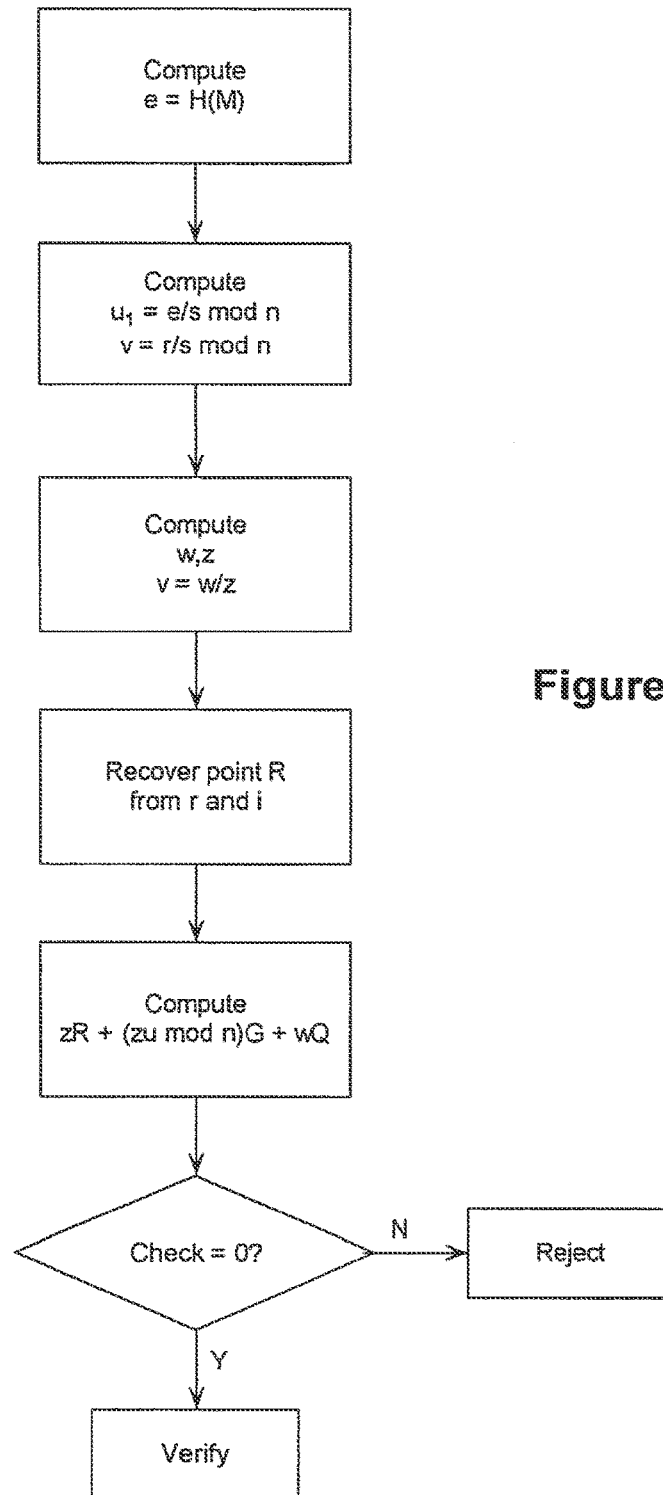 Compute
e = H(M)
Compute
u₁ = e/s mod n
v = r/s mod n
Compute
w,z
v = w/z
Recover point R
from r and i
Figure
Compute
zR + (zu mod n)G + wQ
Check = 0?
N
Reject
Y
Verify